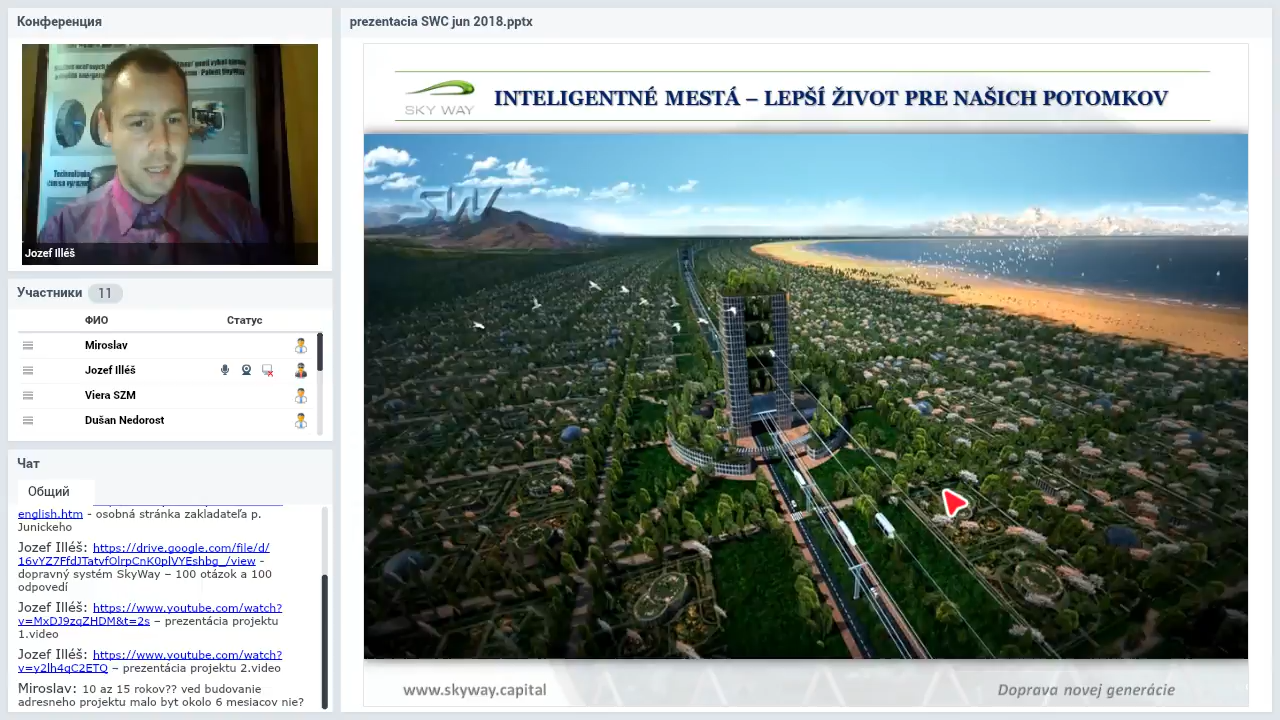 Конференция
Jozef Illéš
Участники 11
ФИО Статус
Miroslav
Jozef Illéš
Viera SZM
Dušan Nedorost
Чат
Общий
english.htm - osobná stránka zakladateľa p.
Junickeho
Jozef Illéš: https://drive.google.com/file/d/
16vYZ7FfdJTatvfOlrpCnK0plVYEshbg_/view -
dopravný systém SkyWay – 100 otázok a 100
odpovedí
Jozef Illéš: https://www.youtube.com/watch?
v=MxDJ9zqZHDM&t=2s – prezentácia projektu
1.video
Jozef Illéš: https://www.youtube.com/watch?
v=y2lh4qC2ETQ – prezentácia projektu 2.video
Miroslav: 10 az 15 rokov?? ved budovanie
adresneho projektu malo byt okolo 6 mesiacov nie?
prezentacia SWC jun 2018.pptx
SKY WAY
INTELIGENTNÉ MESTÁ – LEPŠÍ ŽIVOT PRE NAŠICH POTOMKOV
SW
www.skyway.capital
Doprava novej generácie